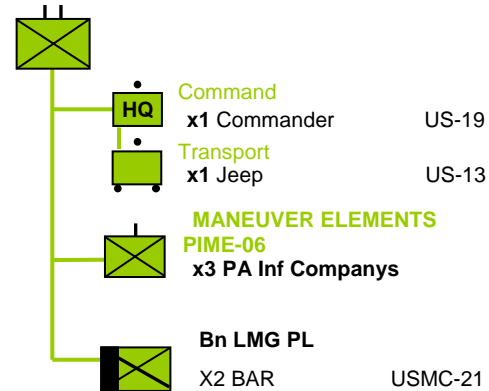 Command
HQ
x1 Commander US-19
Transport
x1 Jeep US-13
MANEUVER ELEMENTS
PIME-06
x3 PA Inf Companys
Bn LMG PL
X2 BAR USMC-21